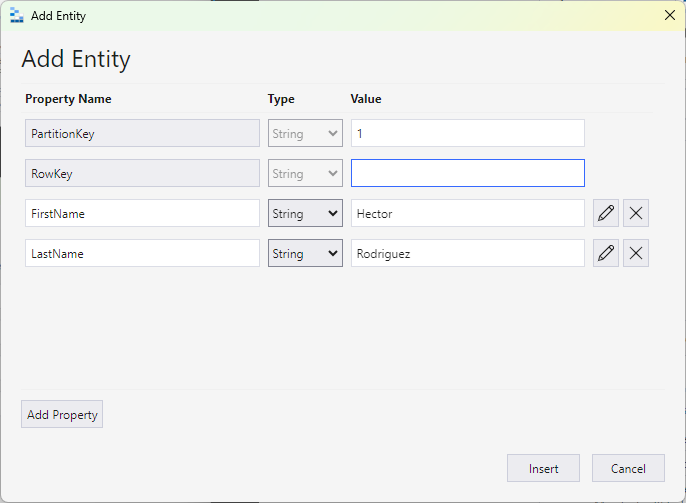 Add Entity
Add Entity
Property Name Type Value
PartitionKey String 1
RowKey String
FirstName String Hector
LastName String Rodriguez
Add Property
Insert Cancel